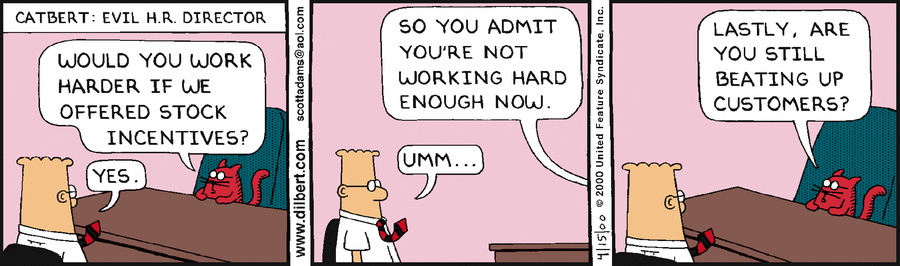 CATBERT: EVIL H.R. DIRECTOR
WOULD YOU WORK
HARDER IF WE
OFFERED STOCK
INCENTIVES?
YES.
www.dilbert.com scottadams@aol.com
SO YOU ADMIT
YOU'RE NOT
WORKING HARD
ENOUGH NOW.
UMM...
4/15/00 © 2000 United Feature Syndicate, Inc.
LASTLY, ARE
YOU STILL
BEATING UP
CUSTOMERS?